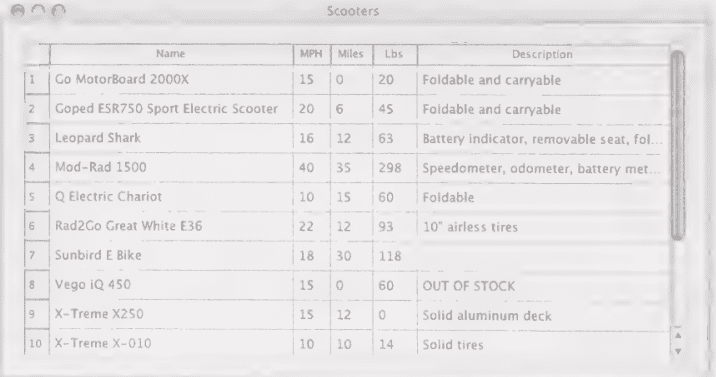 Scooters
Name MPH Miles Lbs Description
1 Go MotorBoard 2000X 15 0 20 Foldable and carryable
2 Goped ESR750 Sport Electric Scooter 20 6 45 Foldable and carryable
3 Leopard Shark 16 12 63 Battery indicator, removable seat, fol...
4 Mod-Rad 1500 40 35 298 Speedometer, odometer, battery met...
5 Q Electric Chariot 10 15 60 Foldable
6 Rad2Go Great White E36 22 12 93 10" airless tires
7 Sunbird E Bike 18 30 118
8 Vego iQ 450 15 0 60 OUT OF STOCK
9 X-Treme X250 15 12 0 Solid aluminum deck
10 X-Treme X-010 10 10 14 Solid tires